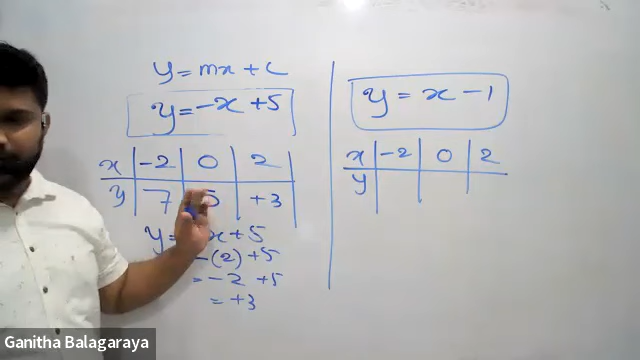 y = mx + c
y = -x + 5
x -2 0 2
y 7 5 +3
y = x + 5
-(2) + 5
= -2 + 5
= +3
y = x - 1
x -2 0 2
y
Ganitha Balagaraya